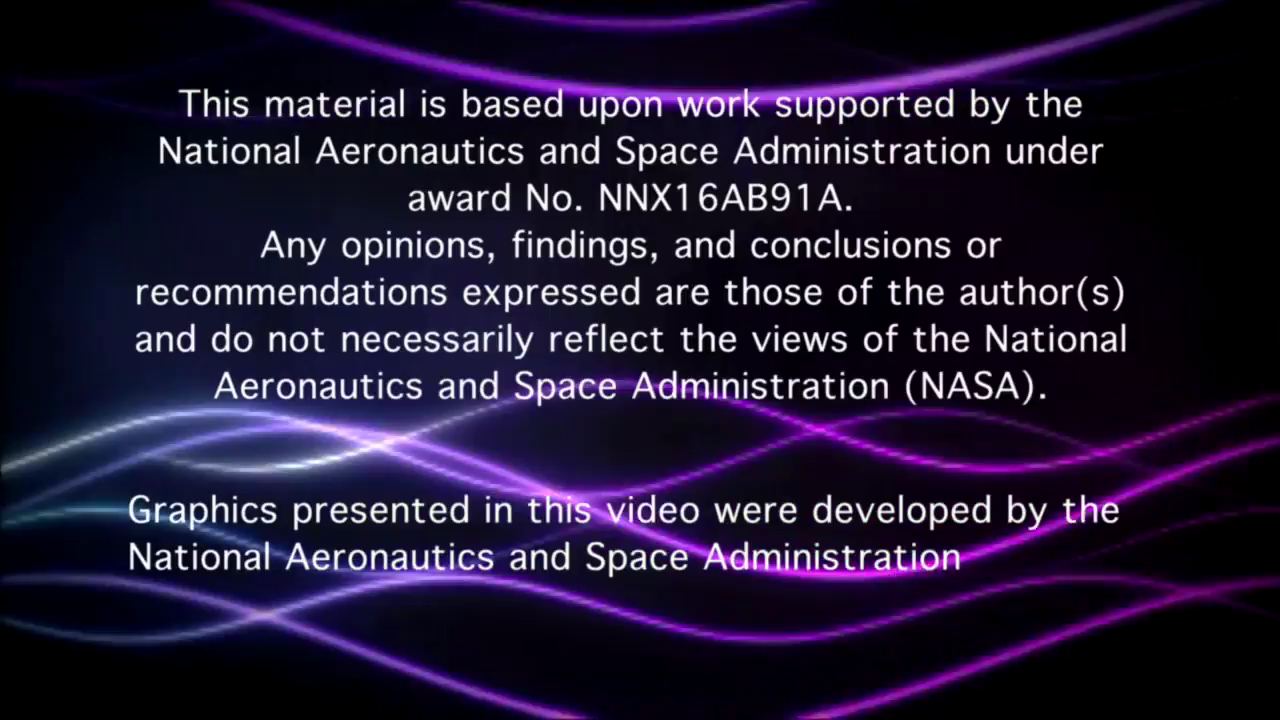 This material is based upon work supported by the
National Aeronautics and Space Administration under
award No. NNX16AB91A.
Any opinions, findings, and conclusions or
recommendations expressed are those of the author(s)
and do not necessarily reflect the views of the National
Aeronautics and Space Administration (NASA).
Graphics presented in this video were developed by the
National Aeronautics and Space Administration